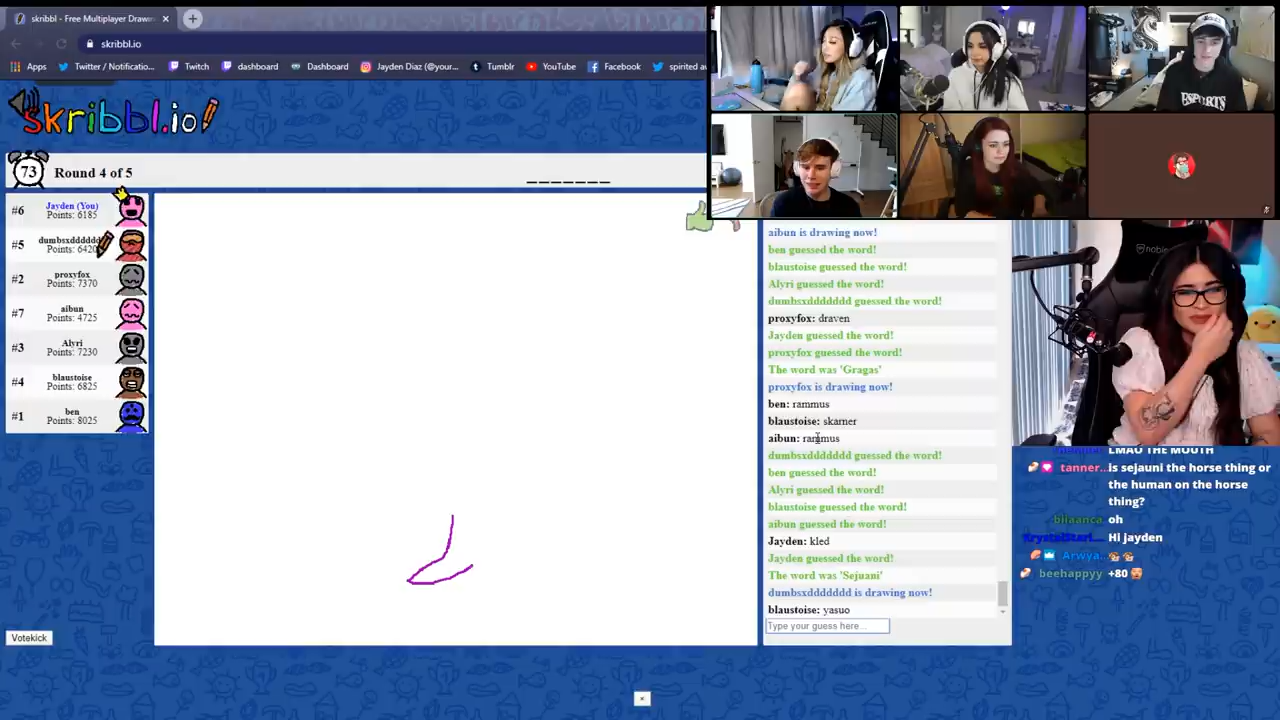 skribbl - Free Multiplayer Drawin
skribbl.io
Apps
Twitter / Notificatio...
Twitch
dashboard
Dashboard
Jayden Diaz (@your...
Tumblr
YouTube
Facebook
spirited aw
skribbl.io
73
Round 4 of 5
_______
#6
Jayden (You)
Points: 6185
#5
dumbsxddddddd
Points: 6420
#2
proxyfox
Points: 7370
#7
aibun
Points: 4725
#3
Alyri
Points: 7230
#4
blaustoise
Points: 6825
#1
ben
Points: 8025
Votekick
ESPORTS
aibun is drawing now!
ben guessed the word!
blaustoise guessed the word!
Alyri guessed the word!
dumbsxddddddd guessed the word!
proxyfox: draven
Jayden guessed the word!
proxyfox guessed the word!
The word was 'Gragas'
proxyfox is drawing now!
ben: rammus
blaustoise: skarner
aibun: rammus
dumbsxddddddd guessed the word!
ben guessed the word!
Alyri guessed the word!
blaustoise guessed the word!
aibun guessed the word!
Jayden: kled
Jayden guessed the word!
The word was 'Sejuani'
dumbsxddddddd is drawing now!
blaustoise: yasuo
Type your guess here...
noble
LMAO THE MOUTH
tanner... is sejauni the horse thing or
the human on the horse
thing?
biiaanca oh
Hi jayden
Arwya...
beehappyy +80